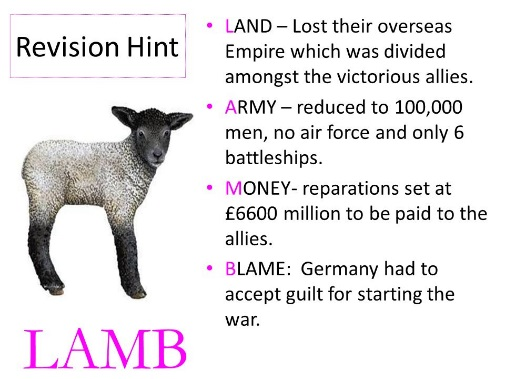 Revision Hint
• LAND – Lost their overseas
Empire which was divided
amongst the victorious allies.
• ARMY – reduced to 100,000
men, no air force and only 6
battleships.
• MONEY- reparations set at
£6600 million to be paid to the
allies.
• BLAME: Germany had to
accept guilt for starting the
war.
LAMB